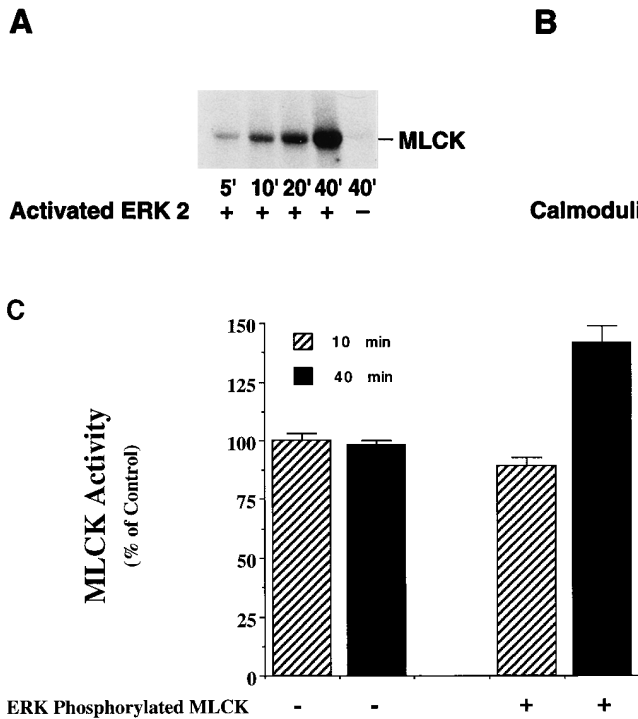 A
B
MLCK
5' 10' 20' 40' 40'
Activated ERK 2 + + + + −
Calmoduli
C
150
125
100
75
50
25
0
10 min
40 min
MLCK Activity
(% of Control)
ERK Phosphorylated MLCK - - + +